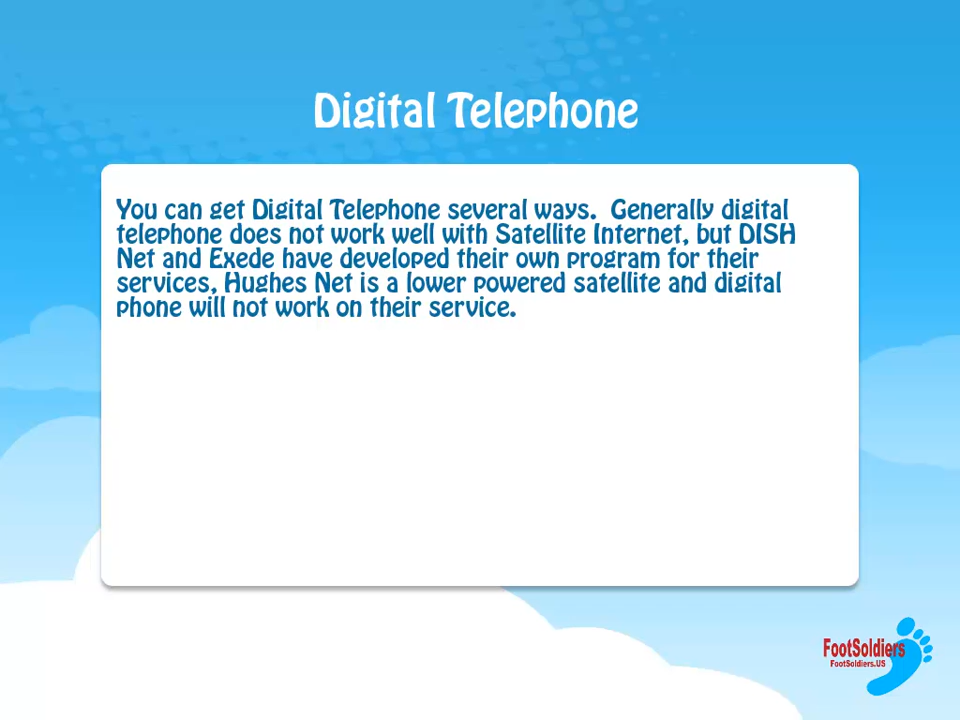 Digital Telephone
You can get Digital Telephone several ways.  Generally digital
telephone does not work well with Satellite Internet, but DISH
Net and Exede have developed their own program for their
services, Hughes Net is a lower powered satellite and digital
phone will not work on their service.
FootSoldiers
FootSoldiers.US